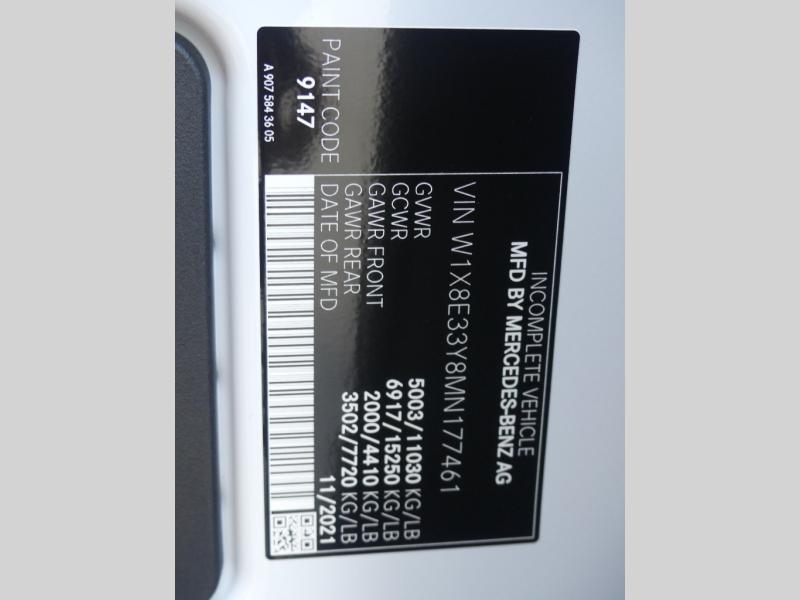 INCOMPLETE VEHICLE
MFD BY MERCEDES-BENZ AG
VIN W1X8E33Y8MN177461
GVWR 5003/11030 KG/LB
GCWR 6917/15250 KG/LB
GAWR FRONT 2000/4410 KG/LB
GAWR REAR 3502/7720 KG/LB
DATE OF MFD 11/2021
PAINT CODE
9147
A 907 584 36 05